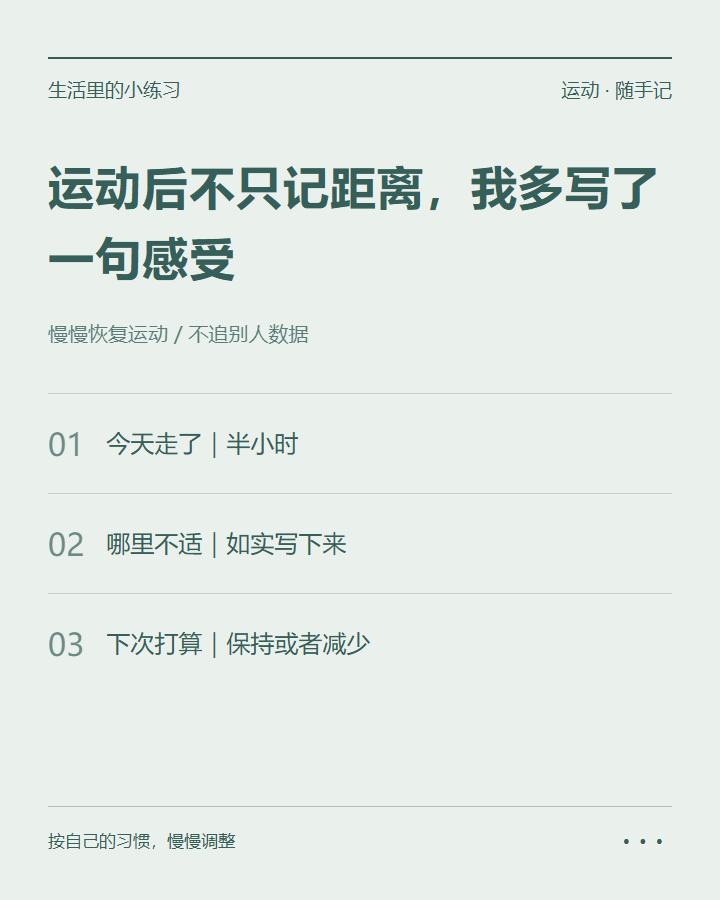 生活里的小练习
运动 · 随手记
运动后不只记距离，我多写了
一句感受
慢慢恢复运动 / 不追别人数据
01 今天走了｜半小时
02 哪里不适｜如实写下来
03 下次打算｜保持或者减少
按自己的习惯，慢慢调整
•••